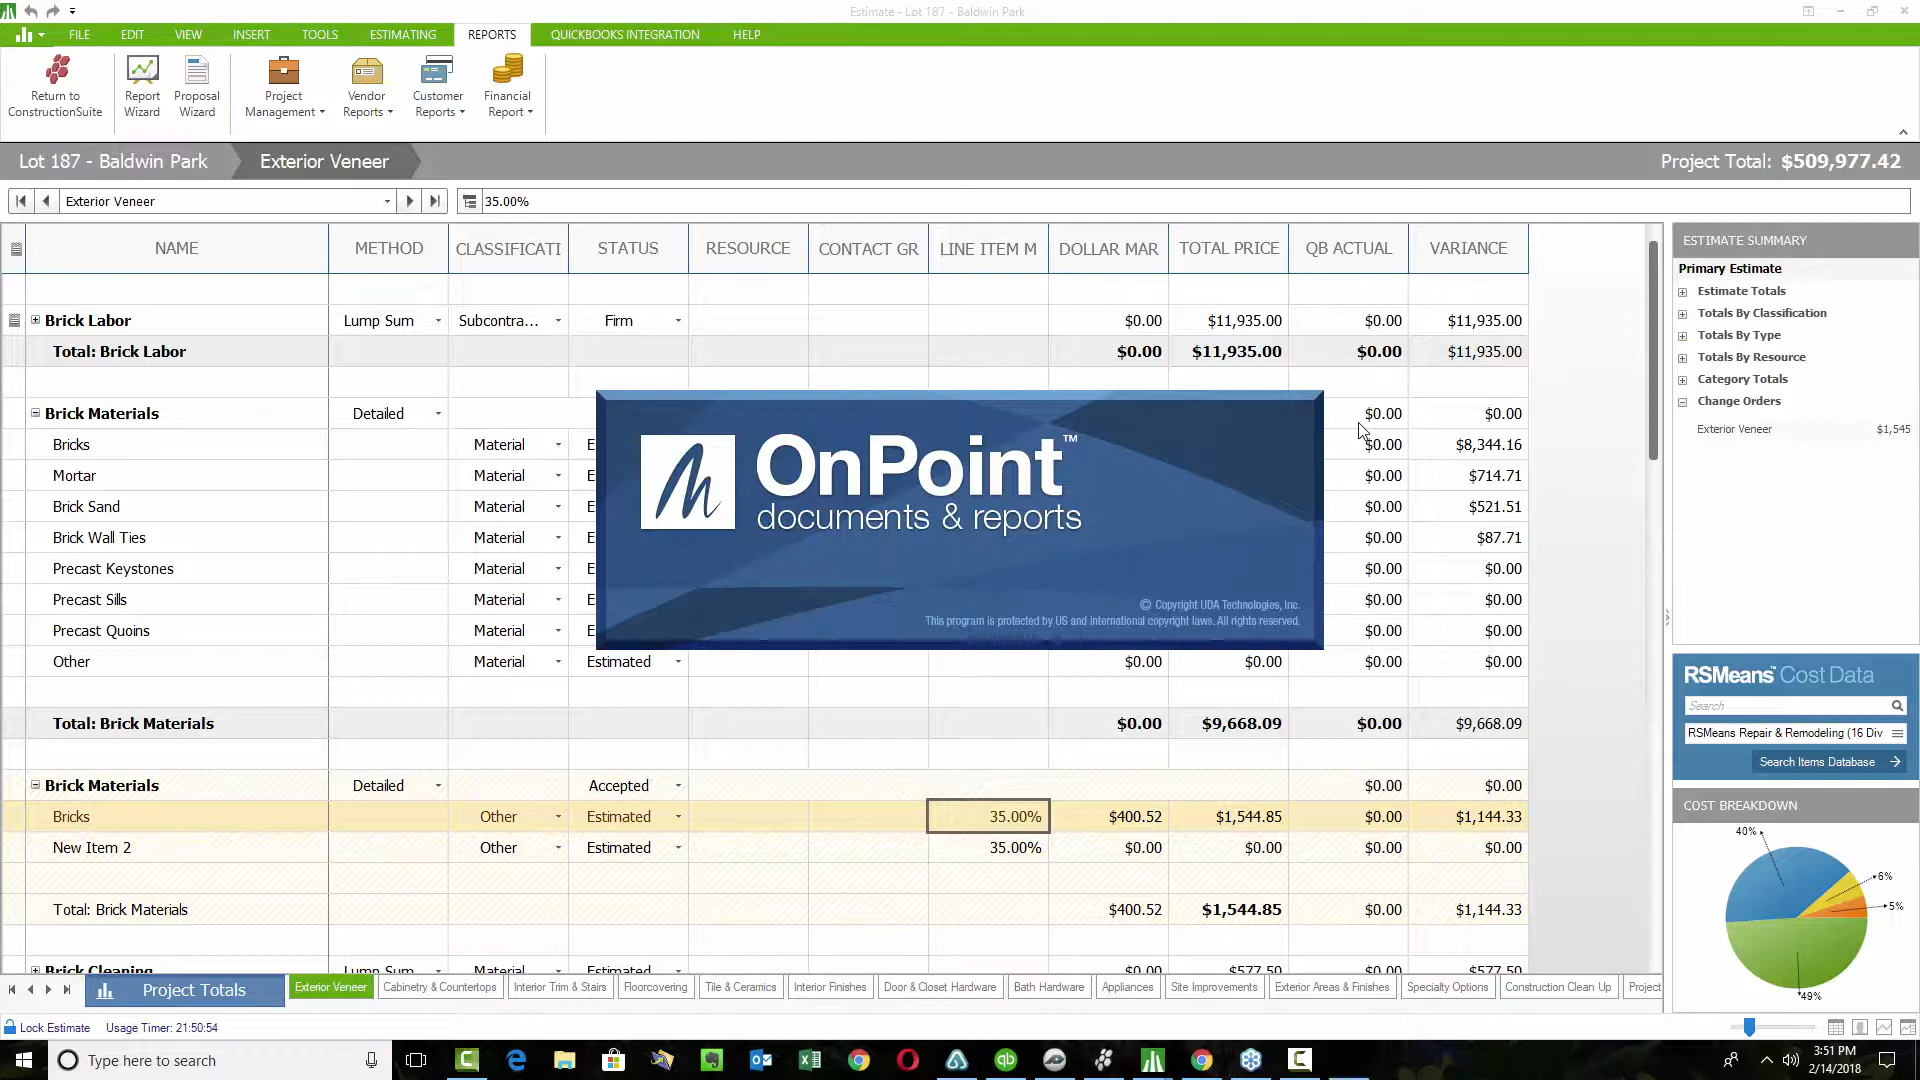 Estimate - Lot 187 - Baldwin Park
FILE EDIT VIEW INSERT TOOLS ESTIMATING REPORTS QUICKBOOKS INTEGRATION HELP
Return to ConstructionSuite
Report Wizard
Proposal Wizard
Project Management
Vendor Reports
Customer Reports
Financial Report
Lot 187 - Baldwin Park Exterior Veneer Project Total: $509,977.42
Exterior Veneer 35.00%
NAME METHOD CLASSIFICATI STATUS RESOURCE CONTACT GR LINE ITEM M DOLLAR MAR TOTAL PRICE QB ACTUAL VARIANCE
Brick Labor Lump Sum Subcontra... Firm $0.00 $11,935.00 $0.00 $11,935.00
Total: Brick Labor $0.00 $11,935.00 $0.00 $11,935.00
Brick Materials Detailed $0.00 $0.00
Bricks Material E $0.00 $8,344.16
Mortar Material E $0.00 $714.71
Brick Sand Material E $0.00 $521.51
Brick Wall Ties Material E $0.00 $87.71
Precast Keystones Material E $0.00 $0.00
Precast Sills Material E $0.00 $0.00
Precast Quoins Material E $0.00 $0.00
Other Material Estimated $0.00 $0.00 $0.00 $0.00
Total: Brick Materials $0.00 $9,668.09 $0.00 $9,668.09
Brick Materials Detailed Accepted $0.00 $0.00
Bricks Other Estimated 35.00% $400.52 $1,544.85 $0.00 $1,144.33
New Item 2 Other Estimated 35.00% $0.00 $0.00 $0.00 $0.00
Total: Brick Materials $400.52 $1,544.85 $0.00 $1,144.33
Brick Cleaning Lump Sum Material Estimated $0.00 $577.50 $0.00 $577.50
OnPoint™
documents & reports
© Copyright UDA Technologies, Inc.
This program is protected by US and international copyright laws. All rights reserved.
ESTIMATE SUMMARY
Primary Estimate
Estimate Totals
Totals By Classification
Totals By Type
Totals By Resource
Category Totals
Change Orders
Exterior Veneer $1,545
RSMeans™ Cost Data
Search
RSMeans Repair & Remodeling (16 Div
Search Items Database
COST BREAKDOWN
40%
6%
5%
49%
Project Totals Exterior Veneer Cabinetry & Countertops Interior Trim & Stairs Floorcovering Tile & Ceramics Interior Finishes Door & Closet Hardware Bath Hardware Appliances Site Improvements Exterior Areas & Finishes Specialty Options Construction Clean Up Project
Lock Estimate Usage Timer: 21:50:54
Type here to search
3:51 PM
2/14/2018